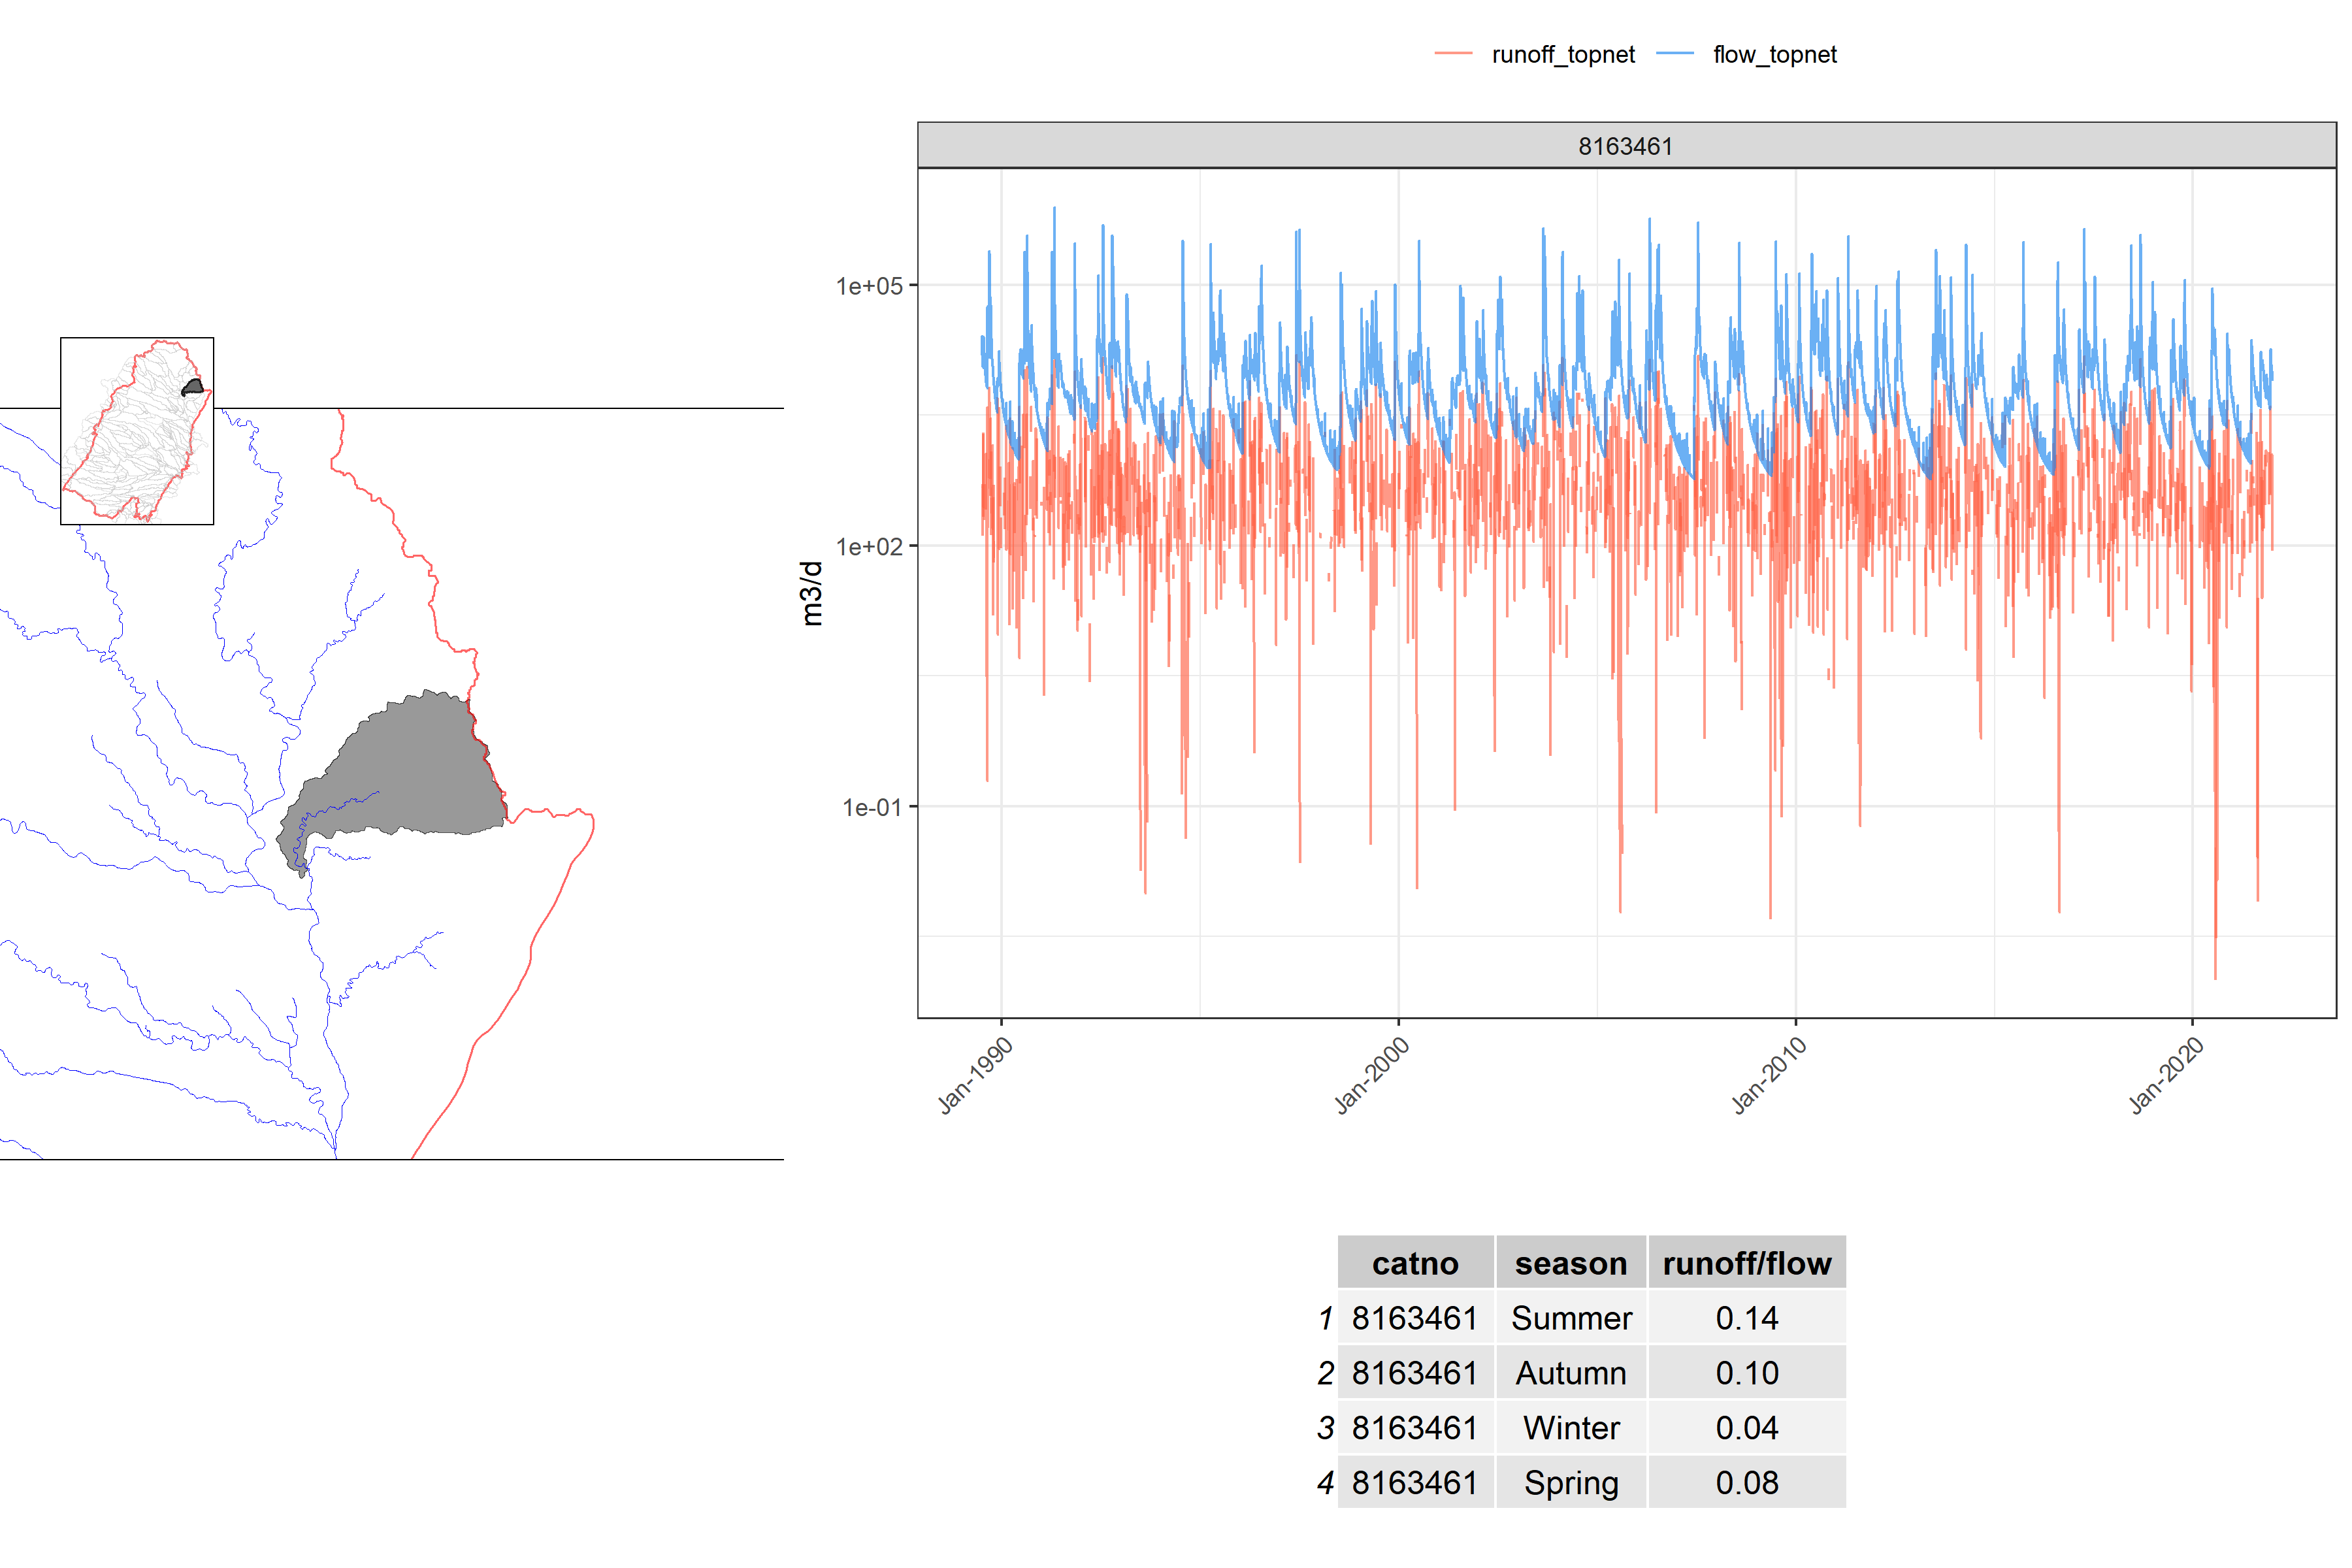 runoff_topnet flow_topnet
8163461
1e+05
1e+02
1e-01
m3/d
Jan-1990 Jan-2000 Jan-2010 Jan-2020
catno season runoff/flow
1 8163461 Summer 0.14
2 8163461 Autumn 0.10
3 8163461 Winter 0.04
4 8163461 Spring 0.08